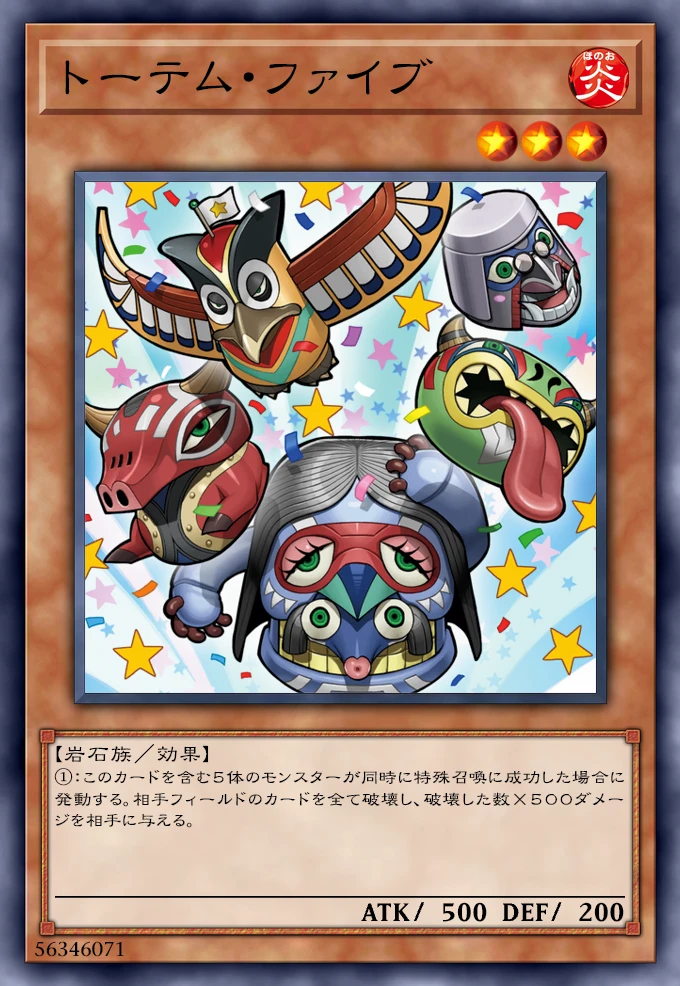 トーテム・ファイブ
ほのお
炎
【岩石族／効果】
①：このカードを含む５体のモンスターが同時に特殊召喚に成功した場合に
発動する。相手フィールドのカードを全て破壊し、破壊した数×５００ダメー
ジを相手に与える。
ATK/ 500 DEF/ 200
56346071